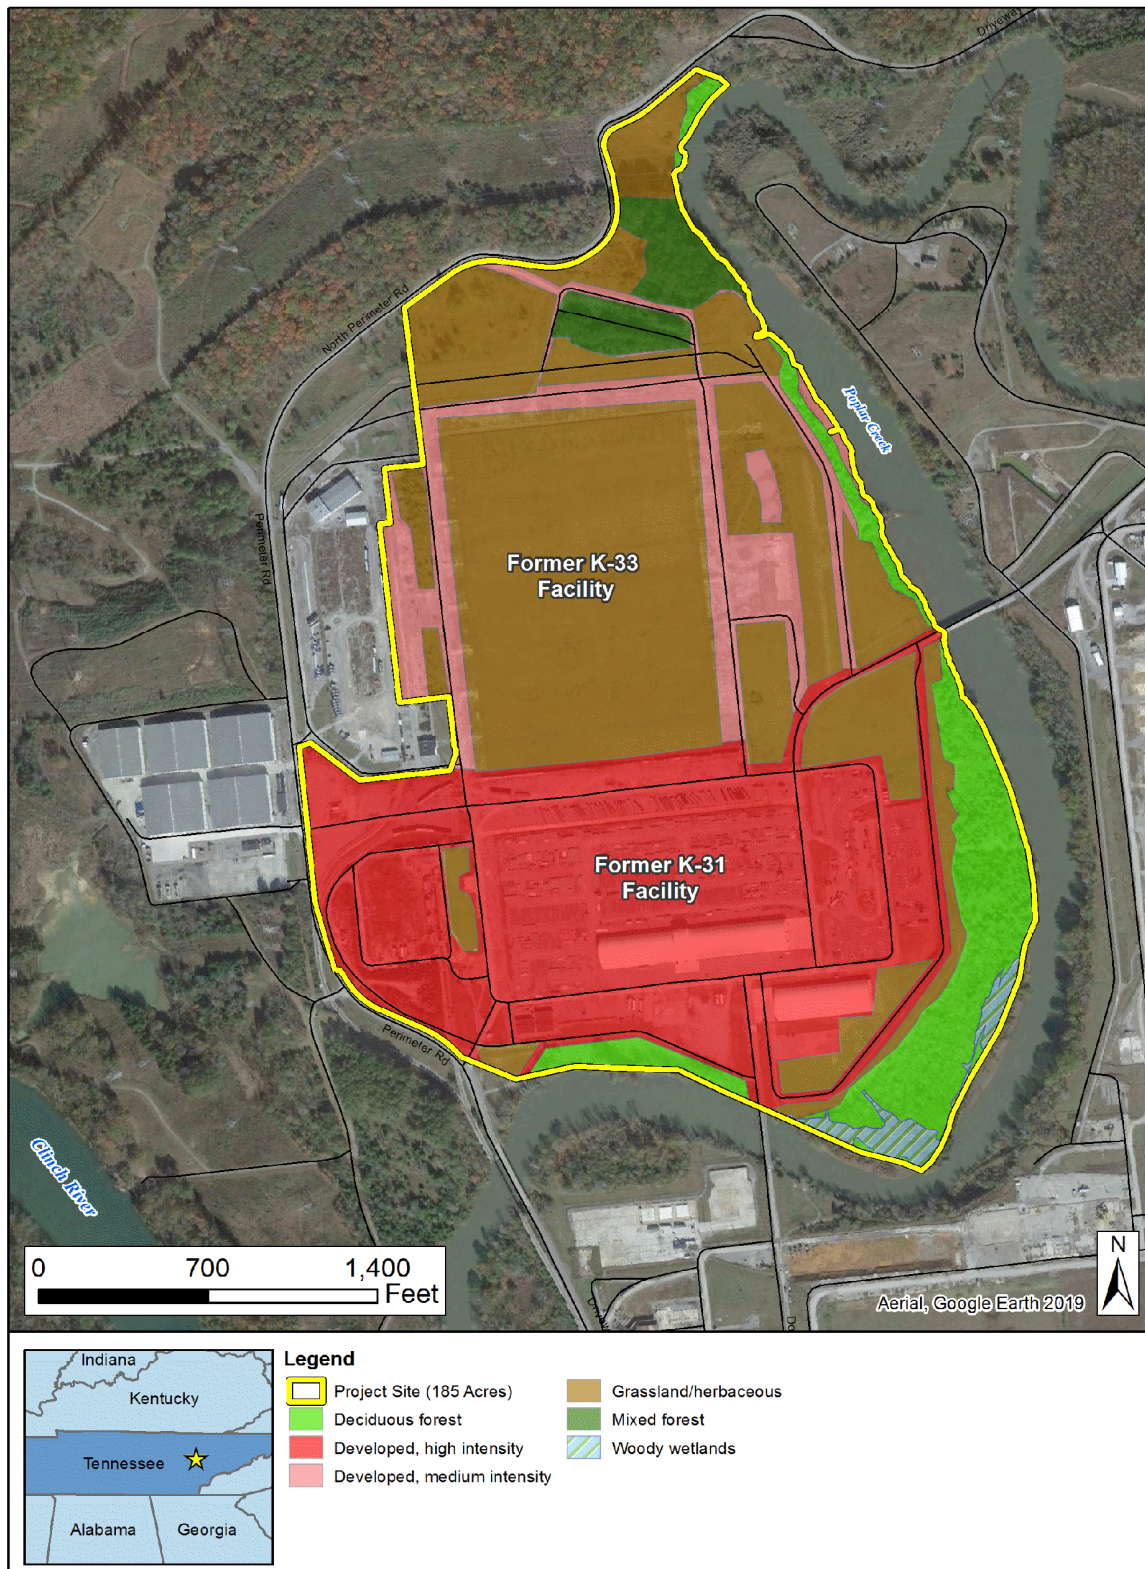 Driveway
North Perimeter Rd
Poplar Creek
Perimeter Rd
Former K-33
Facility
Former K-31
Facility
Perimeter Rd
Clinch River
0 700 1,400
Feet
N
Aerial, Google Earth 2019
Indiana
Kentucky
Tennessee
Alabama
Georgia
Legend
Project Site (185 Acres)
Deciduous forest
Developed, high intensity
Developed, medium intensity
Grassland/herbaceous
Mixed forest
Woody wetlands